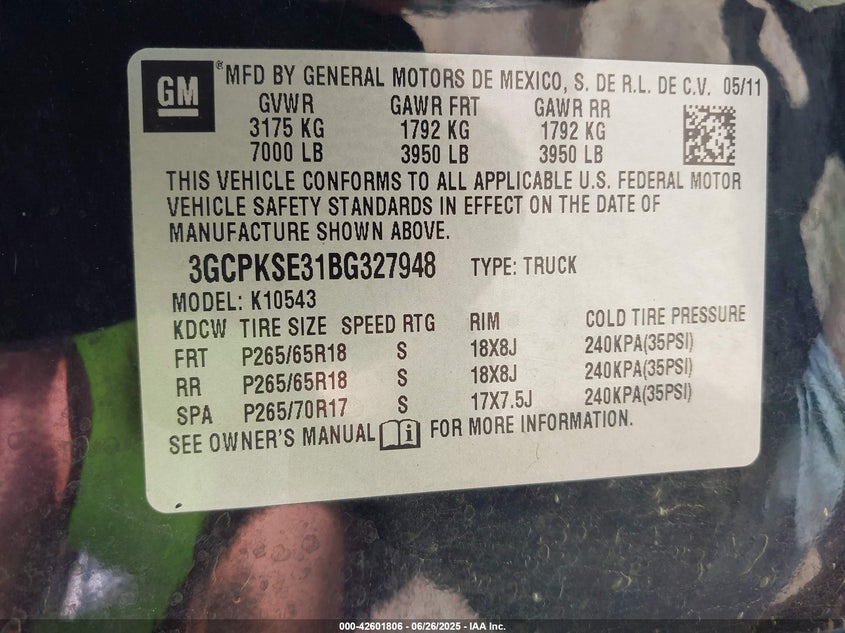 GM
® MFD BY GENERAL MOTORS DE MEXICO, S. DE R.L. DE C.V. 05/11
GVWR GAWR FRT GAWR RR
3175 KG 1792 KG 1792 KG
7000 LB 3950 LB 3950 LB
THIS VEHICLE CONFORMS TO ALL APPLICABLE U.S. FEDERAL MOTOR
VEHICLE SAFETY STANDARDS IN EFFECT ON THE DATE OF
MANUFACTURE SHOWN ABOVE.
3GCPKSE31BG327948 TYPE: TRUCK
MODEL: K10543
KDCW TIRE SIZE SPEED RTG RIM COLD TIRE PRESSURE
FRT P265/65R18 S 18X8J 240KPA(35PSI)
RR P265/65R18 S 18X8J 240KPA(35PSI)
SPA P265/70R17 S 17X7.5J 240KPA(35PSI)
SEE OWNER'S MANUAL i FOR MORE INFORMATION.
000-42601806 - 06/26/2025 - IAA Inc.